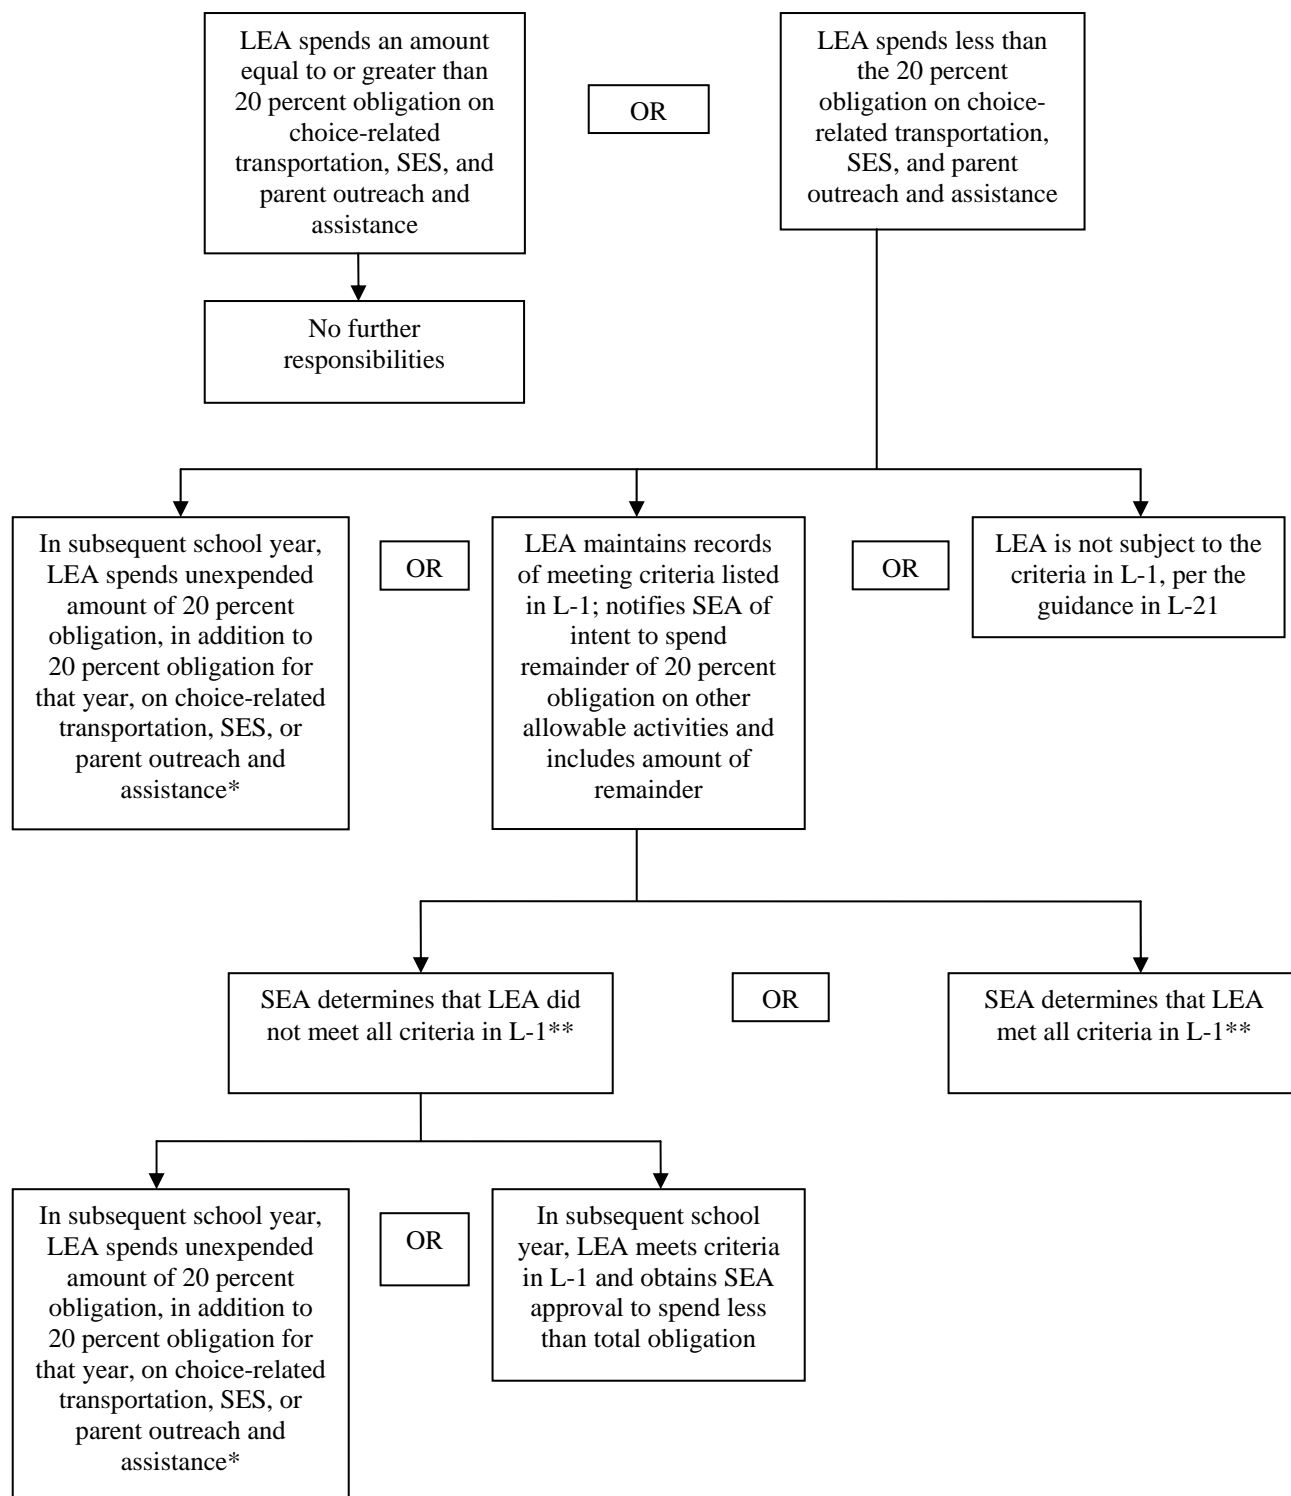 LEA spends an amount
equal to or greater than
20 percent obligation on
choice-related
transportation, SES, and
parent outreach and
assistance
OR
LEA spends less than
the 20 percent
obligation on choice-
related transportation,
SES, and parent
outreach and assistance
No further
responsibilities
In subsequent school year,
LEA spends unexpended
amount of 20 percent
obligation, in addition to
20 percent obligation for
that year, on choice-related
transportation, SES, or
parent outreach and
assistance*
OR
LEA maintains records
of meeting criteria listed
in L-1; notifies SEA of
intent to spend
remainder of 20 percent
obligation on other
allowable activities and
includes amount of
remainder
OR
LEA is not subject to the
criteria in L-1, per the
guidance in L-21
SEA determines that LEA did
not meet all criteria in L-1**
OR
SEA determines that LEA
met all criteria in L-1**
In subsequent school year,
LEA spends unexpended
amount of 20 percent
obligation, in addition to
20 percent obligation for
that year, on choice-related
transportation, SES, or
parent outreach and
assistance*
OR
In subsequent school
year, LEA meets criteria
in L-1 and obtains SEA
approval to spend less
than total obligation